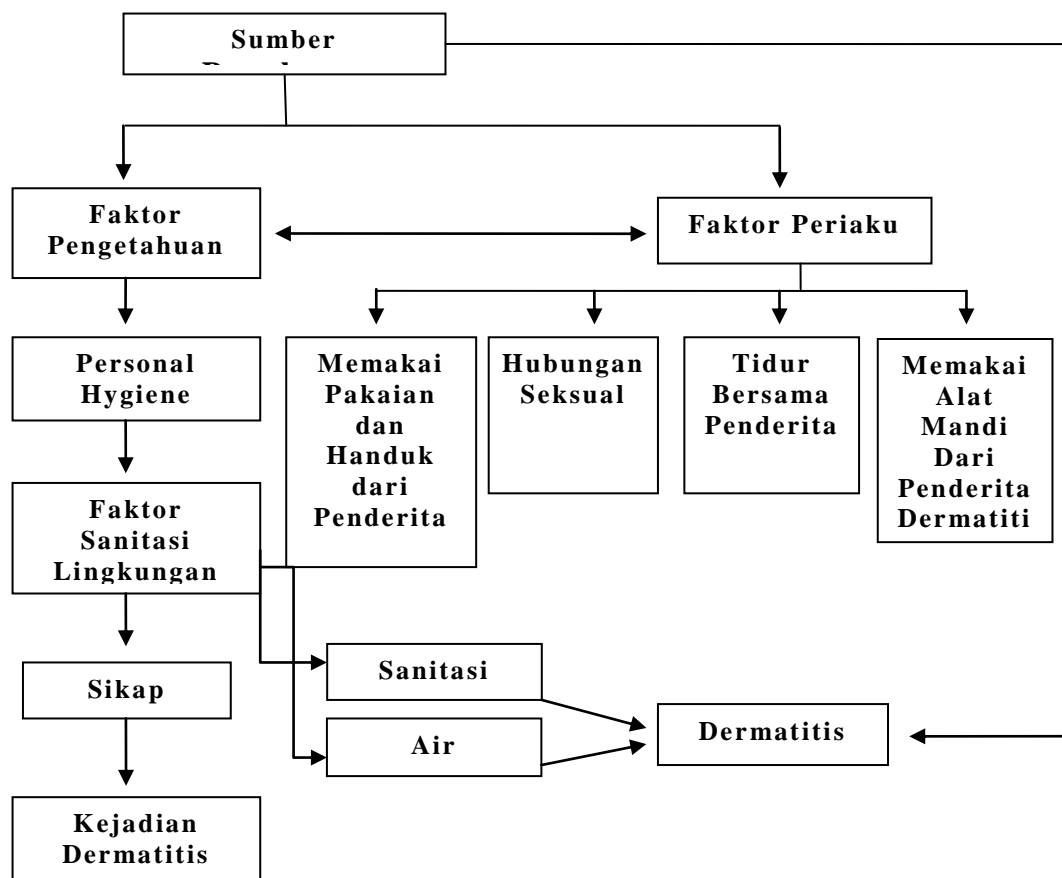 Sumber
Faktor
Pengetahuan
Faktor Periaku
Personal
Hygiene
Memakai
Pakaian
dan
Handuk
dari
Penderita
Hubungan
Seksual
Tidur
Bersama
Penderita
Memakai
Alat
Mandi
Dari
Penderita
Dermatiti
Faktor
Sanitasi
Lingkungan
Sikap
Sanitasi
Air
Dermatitis
Kejadian
Dermatitis